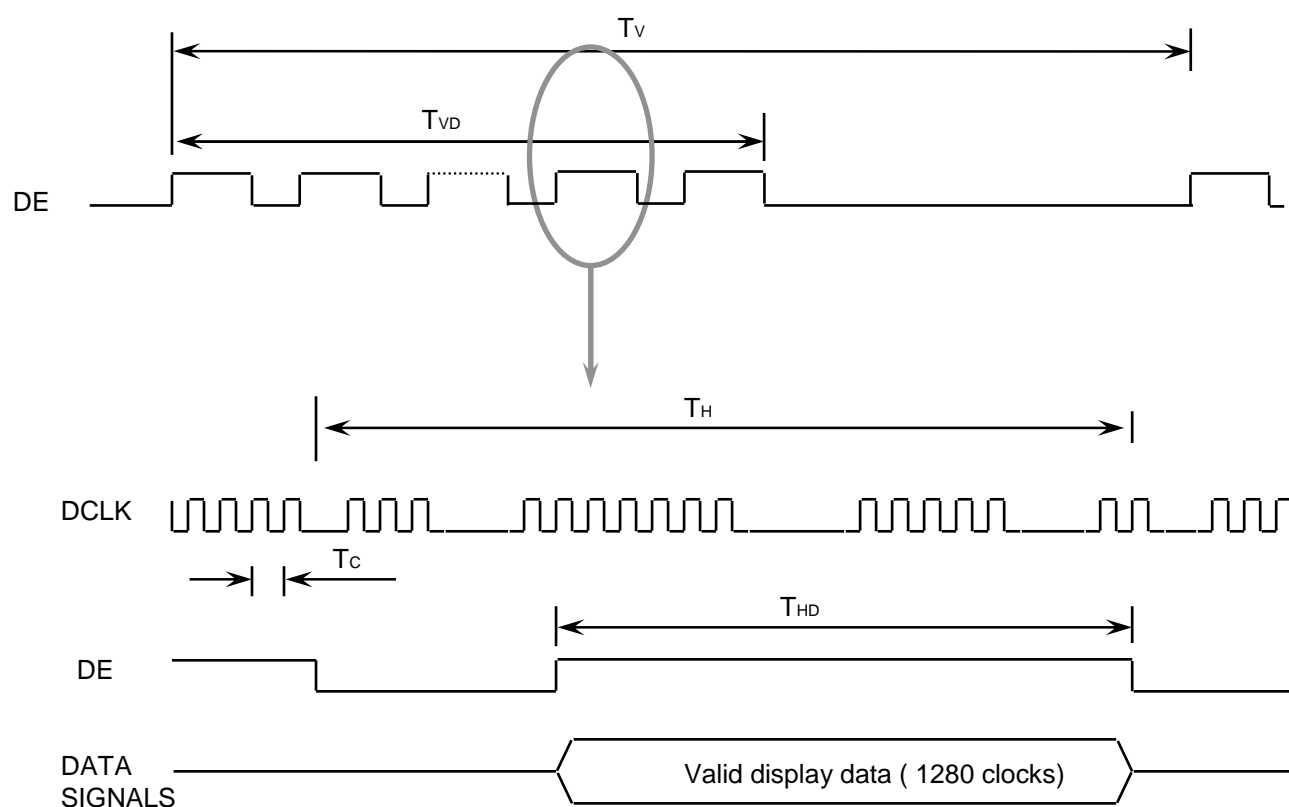 TV
TVD
DE
TH
DCLK
TC
THD
DE
DATA
SIGNALS
Valid display data ( 1280 clocks)